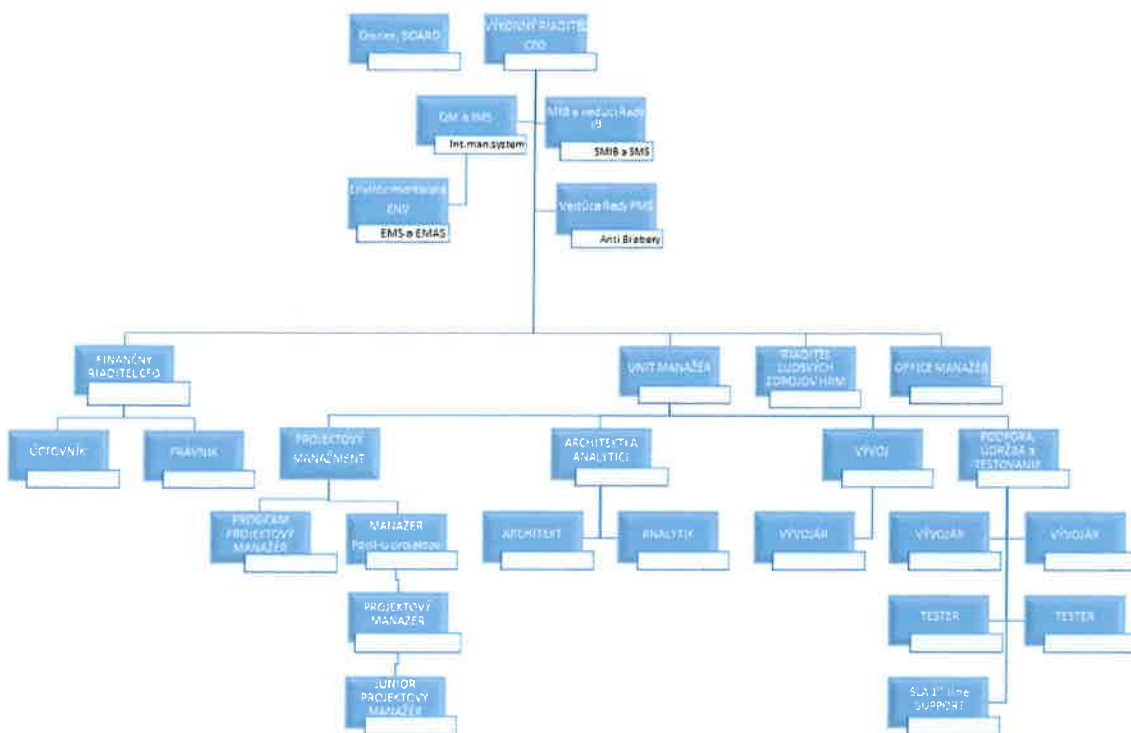 Owner, BOARD
VÝKONNÝ RIADITEĽ
CEO
QM a IMS
Int.man.system
MIB a vedúci Rady
IB
SMIB a SMS
ENV
EMS a EMAS
Vedúca Rady PMS
Anti Bribery
FINANČNÝ
RIADITEĽ CFO
UNIT MANAŽÉR
RIADITEĽ
ĽUDSKÝCH
ZDROJOV HRM
OFFICE MANAŽÉR
ÚČTOVNÍK
PRÁVNIK
PROJEKTOVÝ
MANAŽMENT
ARCHITEKT A
ANALYTICI
VÝVOJ
PODPORA,
ÚDRŽBA a
TESTOVANIE
PROGRAM
PROJEKTOVÝ
MANAŽÉR
MANAŽÉR
ARCHITEKT
ANALYTIK
VÝVOJÁR
VÝVOJÁR
VÝVOJÁR
PROJEKTOVÝ
MANAŽÉR
TESTER
TESTER
JUNIOR
PROJEKTOVÝ
MANAŽÉR
SLA 1st line
SUPPORT